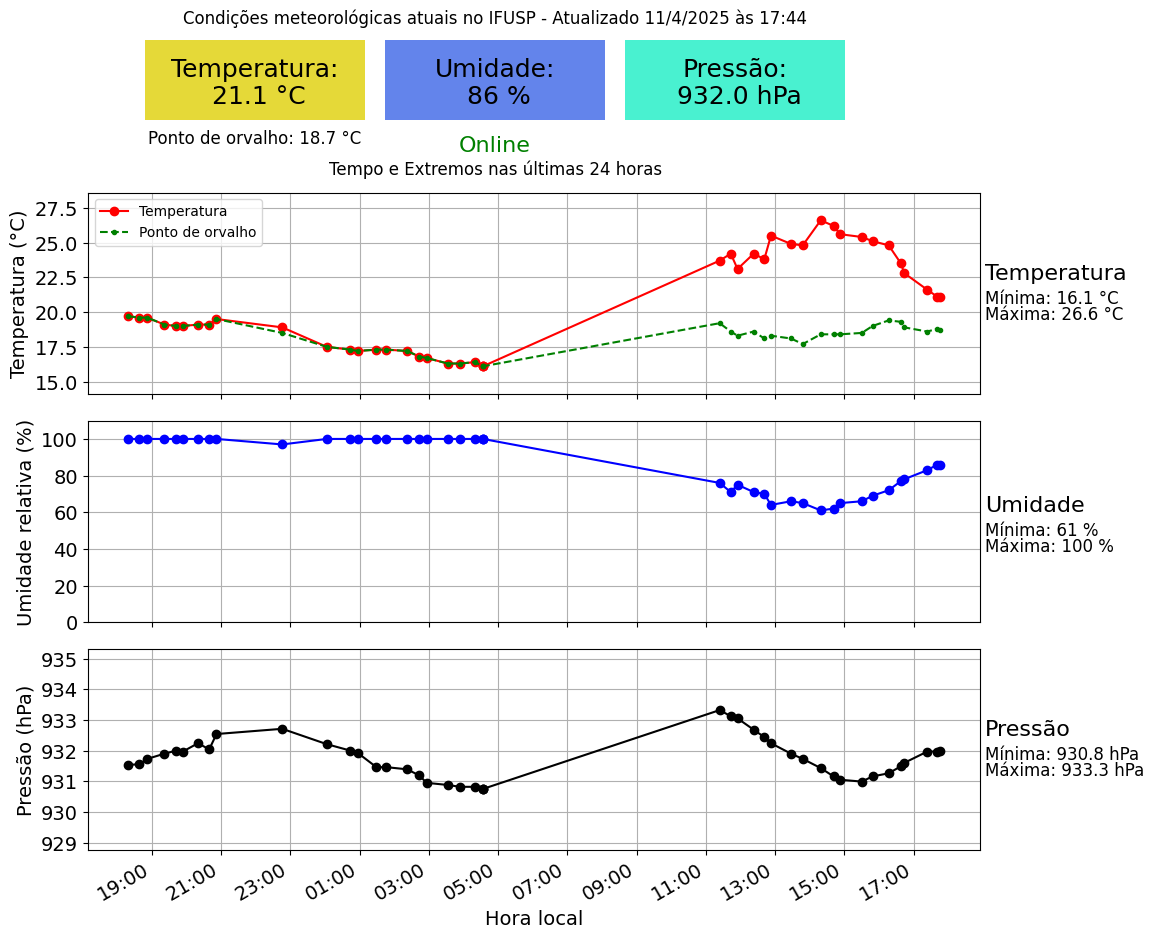 Condições meteorológicas atuais no IFUSP - Atualizado 11/4/2025 às 17:44
Temperatura:
21.1 °C
Umidade:
86 %
Pressão:
932.0 hPa
Ponto de orvalho: 18.7 °C
Online
Tempo e Extremos nas últimas 24 horas
Temperatura (°C)
27.5
25.0
22.5
20.0
17.5
15.0
Temperatura
Ponto de orvalho
Temperatura
Mínima: 16.1 °C
Máxima: 26.6 °C
Umidade relativa (%)
100
80
60
40
20
0
Umidade
Mínima: 61 %
Máxima: 100 %
Pressão (hPa)
935
934
933
932
931
930
929
Pressão
Mínima: 930.8 hPa
Máxima: 933.3 hPa
19:00 21:00 23:00 01:00 03:00 05:00 07:00 09:00 11:00 13:00 15:00 17:00
Hora local